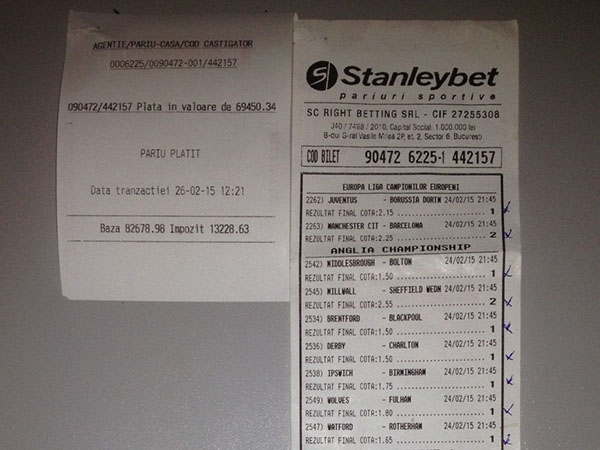 AGENTIE/PARIU-CASA/COD CASTIGATOR
0006225/0090472-001/442157
090472/442157 Plata in valoare de 69450.34
PARIU PLATIT
Data tranzactiei 26-02-15 12:21
Baza 82678.98 Impozit 13228.63
S Stanleybet
pariuri sportive
SC RIGHT BETTING SRL - CIF 27255308
J40 / 7498 / 2010, Capital Social: 1.000.000 lei
B-dul G-ral Vasile Milea 2P, et. 2, Sector 6, Bucuresti
COD BILET 90472 6225-1 442157
EUROPA LIGA CAMPIONILOR EUROPENI
2262) JUVENTUS - BORUSSIA DORTM 24/02/15 21:45
REZULTAT FINAL COTA:2.15 .................. 1
2263) MANCHESTER CIT - BARCELONA 24/02/15 21:45
REZULTAT FINAL COTA:2.25 .................. 2
ANGLIA CHAMPIONSHIP
2542) MIDDLESBROUGH - BOLTON 24/02/15 21:45
REZULTAT FINAL COTA:1.50 .................. 1
2545) MILLWALL - SHEFFIELD WEDN 24/02/15 21:45
REZULTAT FINAL COTA:2.55 .................. 2
2534) BRENTFORD - BLACKPOOL 24/02/15 21:45
REZULTAT FINAL COTA:1.50 .................. 1
2536) DERBY - CHARLTON 24/02/15 21:45
REZULTAT FINAL COTA:1.50 .................. 1
2538) IPSWICH - BIRMINGHAM 24/02/15 21:45
REZULTAT FINAL COTA:1.75 .................. 1
2549) WOLVES - FULHAM 24/02/15 21:45
REZULTAT FINAL COTA:1.80 .................. 1
2547) WATFORD - ROTHERHAM 24/02/15 21:45
REZULTAT FINAL COTA:1.65 .................. 1